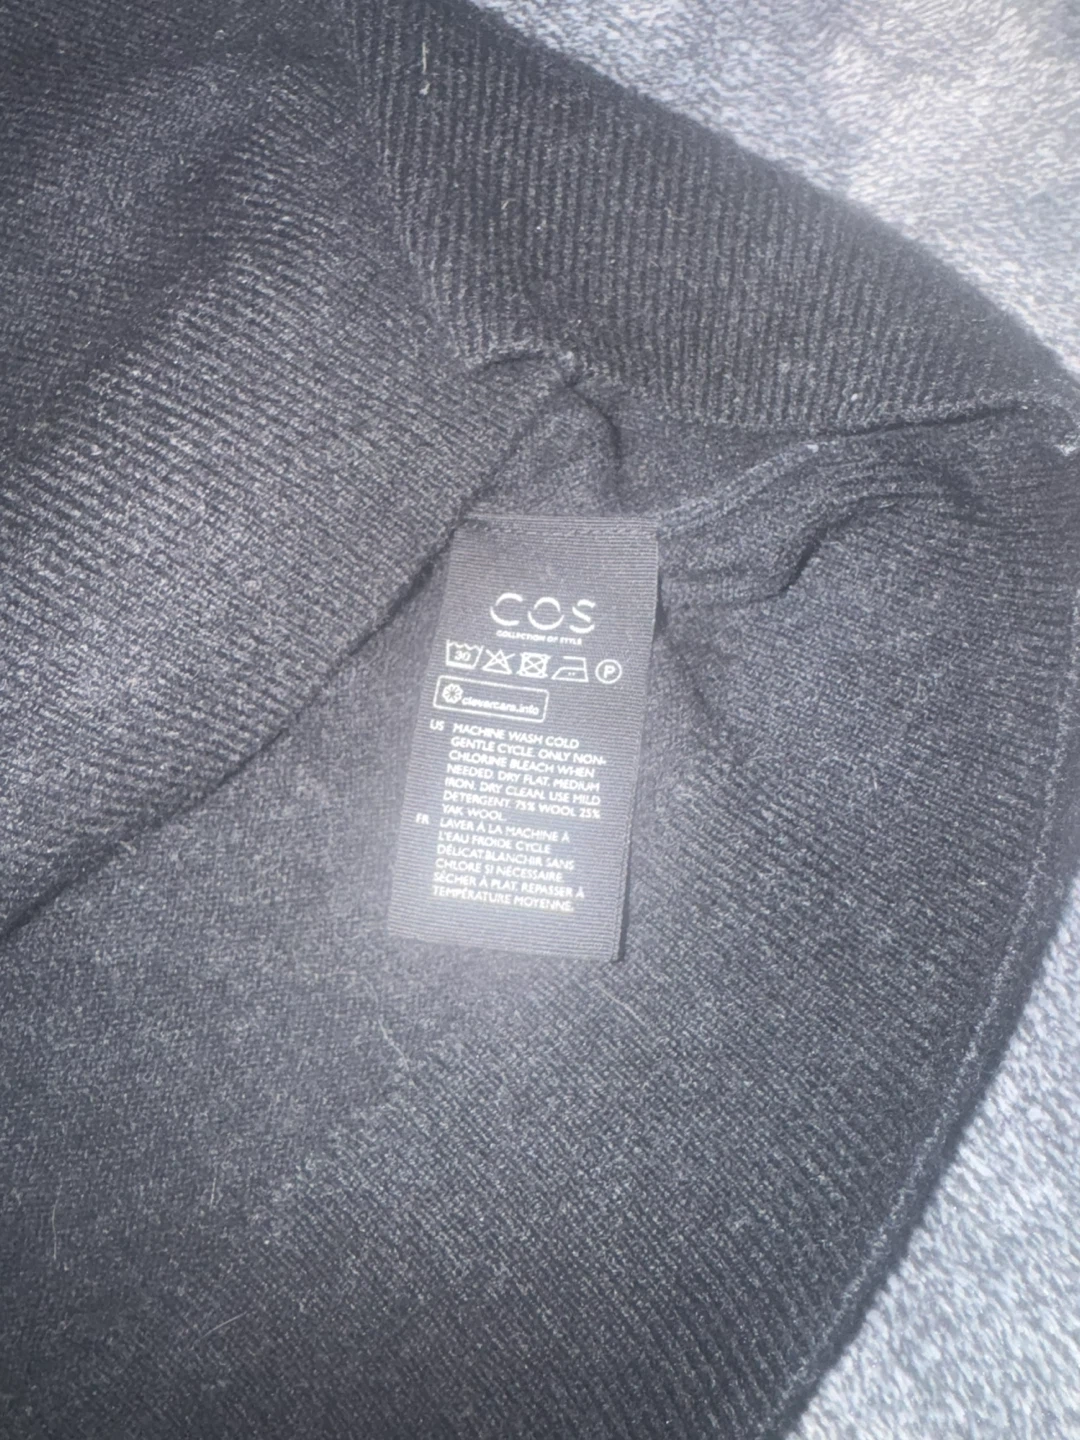 COS
COLLECTION OF STYLE
30 P
clevercare.info
US MACHINE WASH COLD
GENTLE CYCLE. ONLY NON-
CHLORINE BLEACH WHEN
NEEDED. DRY FLAT. MEDIUM
IRON. DRY CLEAN. USE MILD
DETERGENT. 75% WOOL 25%
YAK WOOL.
FR LAVER À LA MACHINE À
L'EAU FROIDE CYCLE
DÉLICAT.BLANCHIR SANS
CHLORE SI NÉCESSAIRE.
SÉCHER À PLAT. REPASSER À
TEMPÉRATURE MOYENNE.